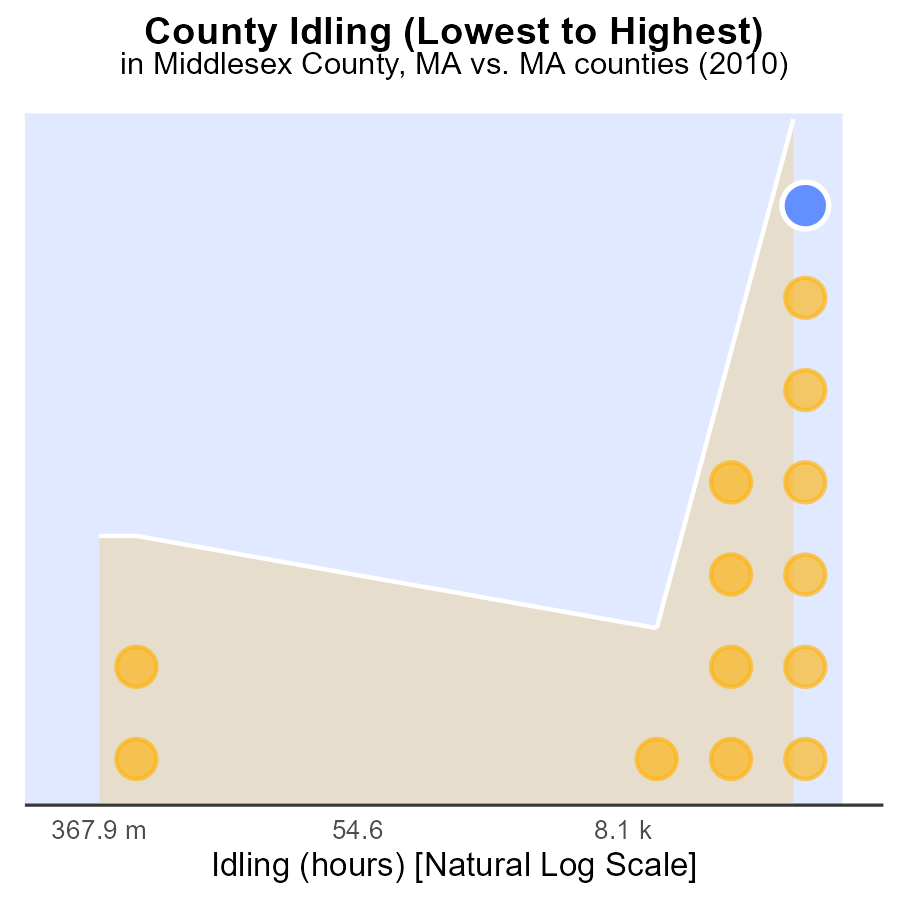 County Idling (Lowest to Highest)
in Middlesex County, MA vs. MA counties (2010)
367.9 m
54.6
8.1 k
Idling (hours) [Natural Log Scale]